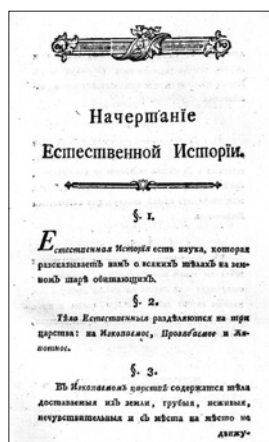 Начертаніе
Естественной Исторіи.
§. 1.
Естественная Исторія есть наука, которая
разсказываетъ намъ о всякихъ тѣлахъ на зем-
номъ шарѣ обитающихъ.
§. 2.
Тѣла Естественныя раздѣляются на три
царства: на Ископаемое, Прозябаемое и Жи-
вотное.
§. 3.
Въ Ископаемомъ царствѣ содержатся тѣла
доставаемыя изъ земли, грубыя, неживыя,
нечувствительныя и съ мѣста на мѣсто не
движу-